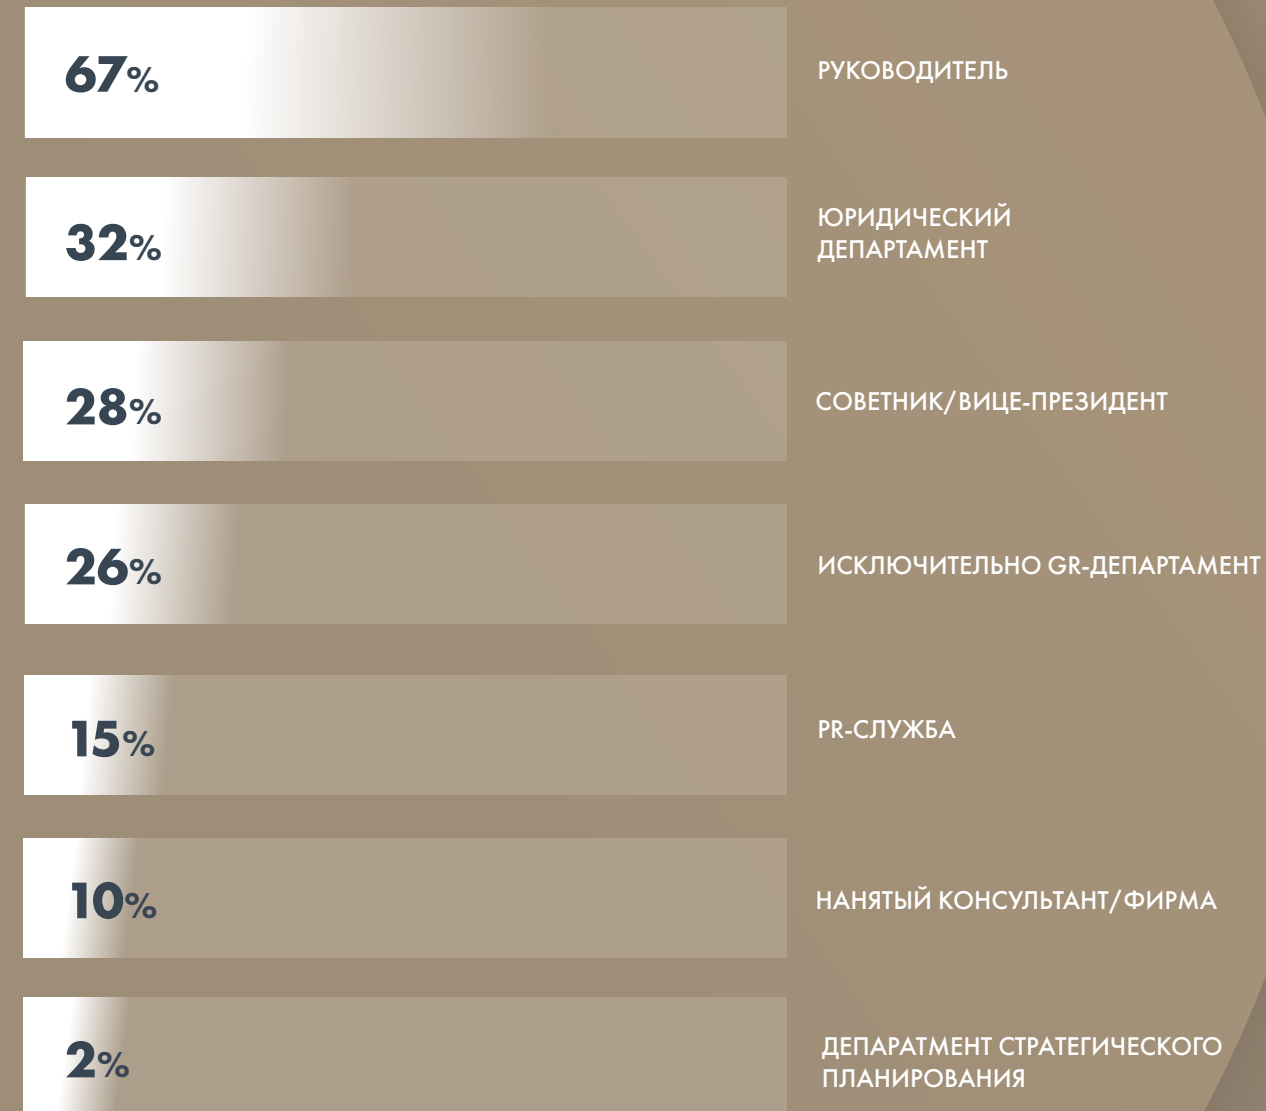 67%
РУКОВОДИТЕЛЬ
32%
ЮРИДИЧЕСКИЙ
ДЕПАРТАМЕНТ
28%
СОВЕТНИК/ВИЦЕ-ПРЕЗИДЕНТ
26%
ИСКЛЮЧИТЕЛЬНО GR-ДЕПАРТАМЕНТ
15%
PR-СЛУЖБА
10%
НАНЯТЫЙ КОНСУЛЬТАНТ/ФИРМА
2%
ДЕПАРАТМЕНТ СТРАТЕГИЧЕСКОГО
ПЛАНИРОВАНИЯ